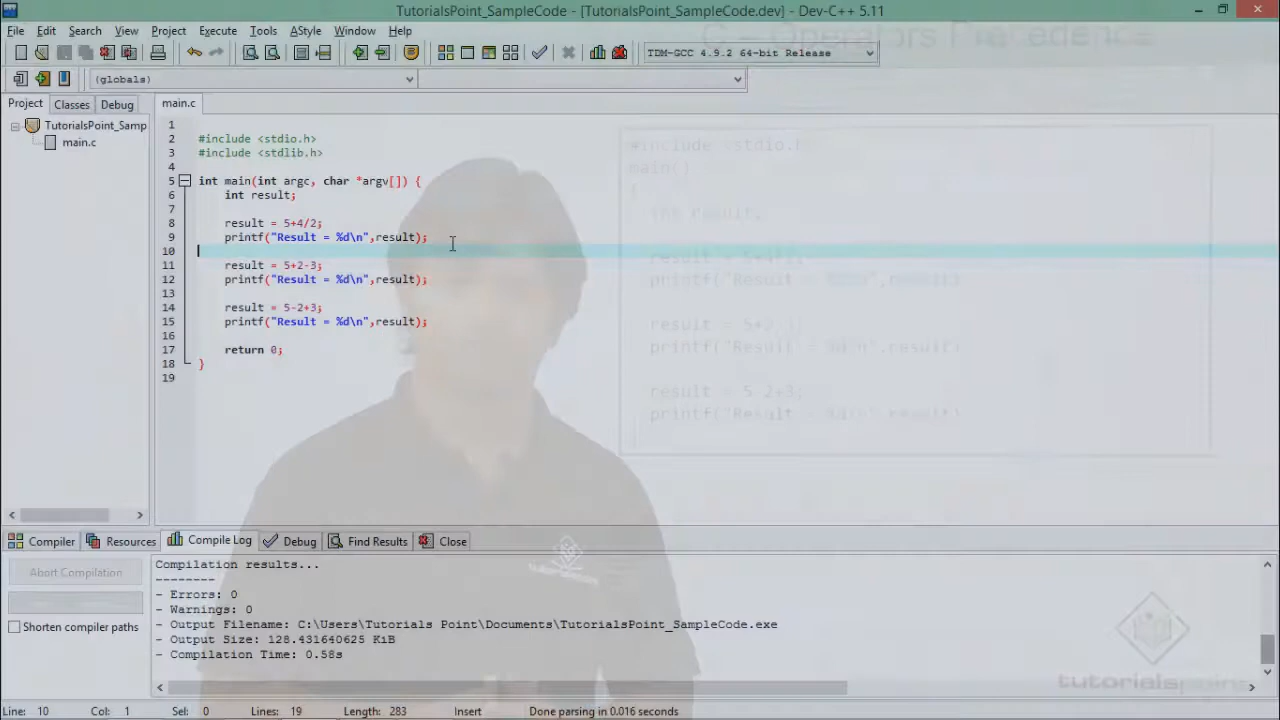 TutorialsPoint_SampleCode - [TutorialsPoint_SampleCode.dev] - Dev-C++ 5.11
File Edit Search View Project Execute Tools AStyle Window Help
C - Operators Precedence
TDM-GCC 4.9.2 64-bit Release
(globals)
Project Classes Debug
main.c
TutorialsPoint_Samp
main.c
1
2 #include <stdio.h>
3 #include <stdlib.h>
4
5 int main(int argc, char *argv[]) {
6 int result;
7
8 result = 5+4/2;
9 printf("Result = %d\n",result);
10
11 result = 5+2-3;
12 printf("Result = %d\n",result);
13
14 result = 5-2+3;
15 printf("Result = %d\n",result);
16
17 return 0;
18 }
19
#include <stdio.h>
main()
{
int result;
result = 5+4/2;
printf("Result = %d\n",result)
result = 5+2-3;
printf("Result = %d\n",result)
result = 5-2+3;
printf("Result = %d\n",result)
Compiler Resources Compile Log Debug Find Results Close
Abort Compilation
Shorten compiler paths
Compilation results...
--------
- Errors: 0
- Warnings: 0
- Output Filename: C:\Users\Tutorials Point\Documents\TutorialsPoint_SampleCode.exe
- Output Size: 128.431640625 KiB
- Compilation Time: 0.58s
tutorialspoint
Line: 10 Col: 1 Sel: 0 Lines: 19 Length: 283 Insert Done parsing in 0.016 seconds